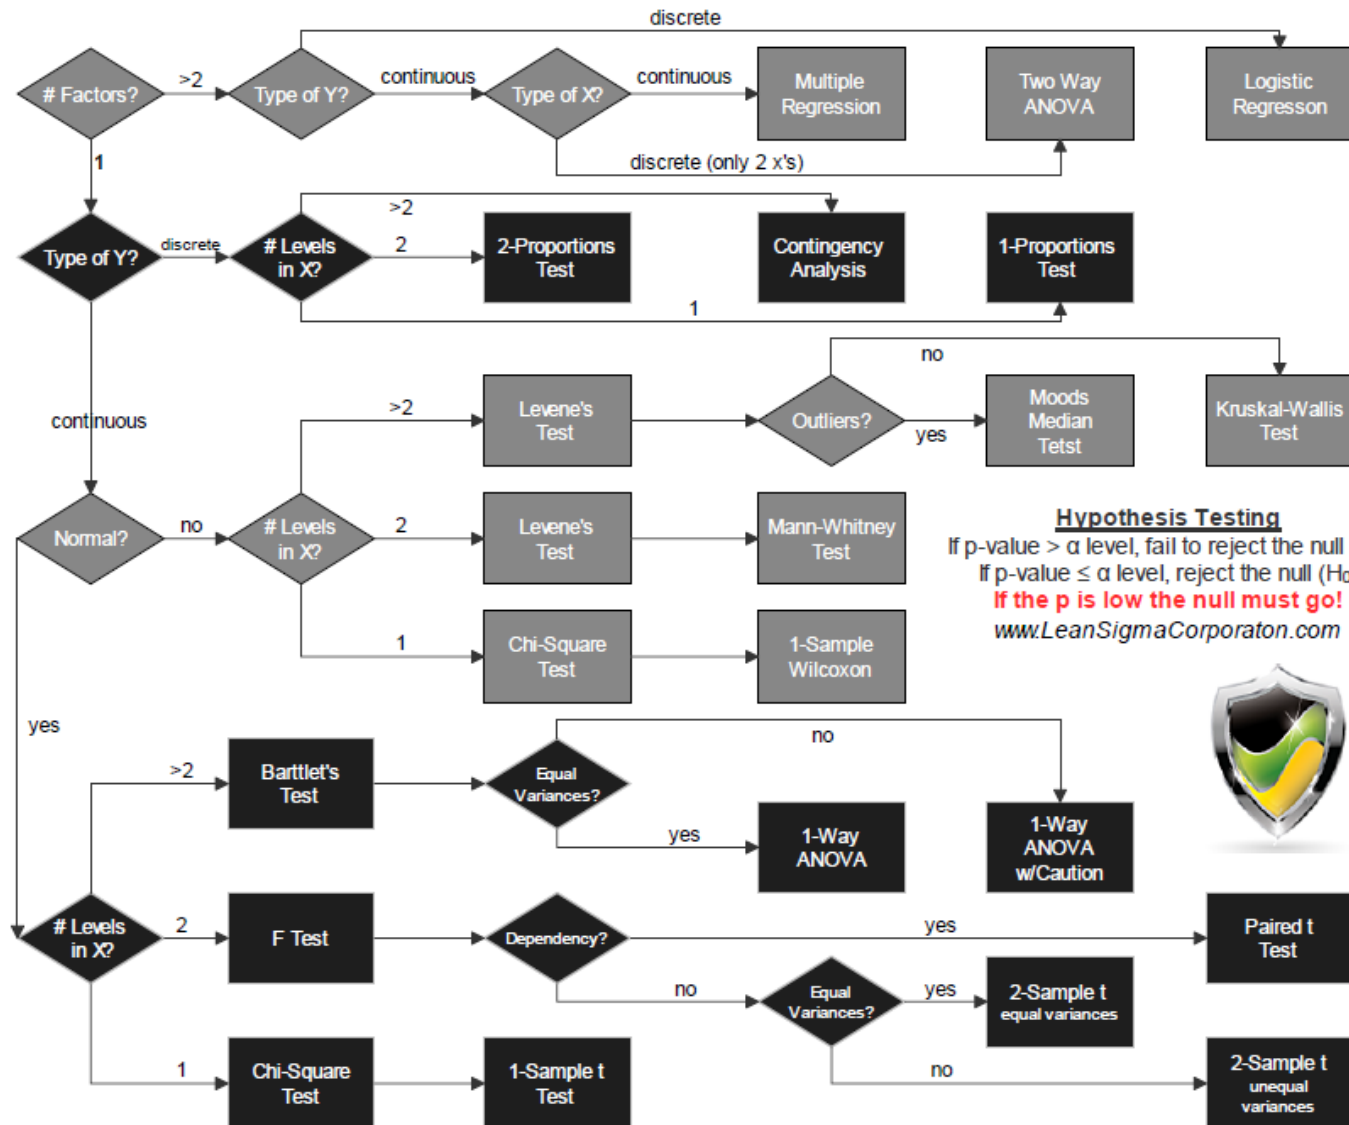 discrete
# Factors?
>2
Type of Y?
continuous
Type of X?
continuous
Multiple
Regression
Two Way
ANOVA
Logistic
Regresson
1
discrete (only 2 x's)
Type of Y?
discrete
# Levels
in X?
>2
2
2-Proportions
Test
Contingency
Analysis
1-Proportions
Test
1
continuous
no
>2
Levene's
Test
Outliers?
yes
Moods
Median
Tetst
Kruskal-Wallis
Test
Normal?
no
# Levels
in X?
2
Levene's
Test
Mann-Whitney
Test
1
Chi-Square
Test
1-Sample
Wilcoxon
Hypothesis Testing
If p-value > α level, fail to reject the null
If p-value ≤ α level, reject the null (H₀
If the p is low the null must go!
www.LeanSigmaCorporaton.com
yes
>2
Barttlet's
Test
Equal
Variances?
no
yes
1-Way
ANOVA
1-Way
ANOVA
w/Caution
# Levels
in X?
2
F Test
Dependency?
yes
Paired t
Test
no
Equal
Variances?
yes
2-Sample t
equal variances
1
Chi-Square
Test
1-Sample t
Test
no
2-Sample t
unequal
variances